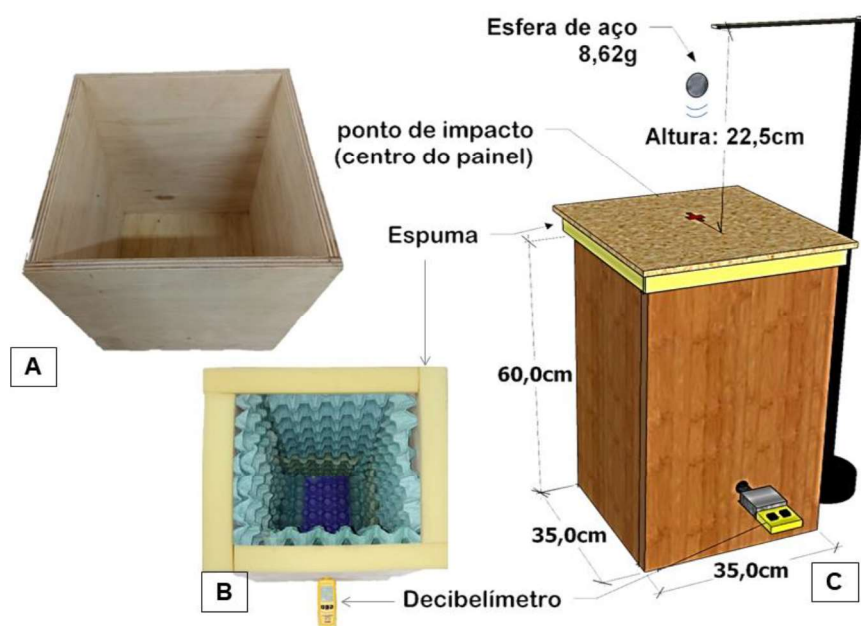 Esfera de aço
8,62g
ponto de impacto
(centro do painel)
Altura: 22,5cm
Espuma
A
60,0cm
35,0cm
35,0cm
B
Decibelímetro
C